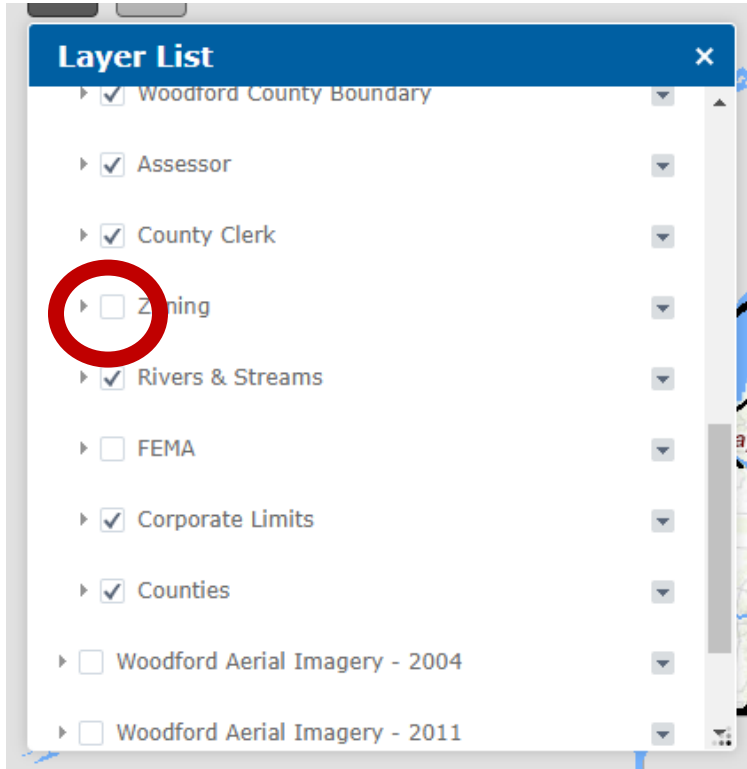 Layer List
Woodford County Boundary
Assessor
County Clerk
Zoning
Rivers & Streams
FEMA
Corporate Limits
Counties
Woodford Aerial Imagery - 2004
Woodford Aerial Imagery - 2011